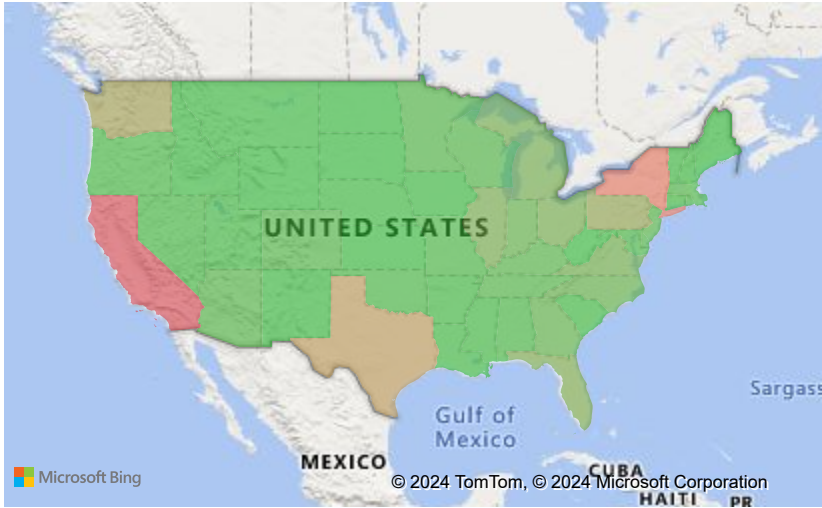 UNITED STATES
Sargass
Gulf of
Mexico
MEXICO
CUBA
HAITI
PR
Microsoft Bing
© 2024 TomTom, © 2024 Microsoft Corporation